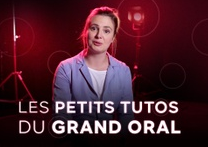 LES PETITS TUTOS
DU GRAND ORAL